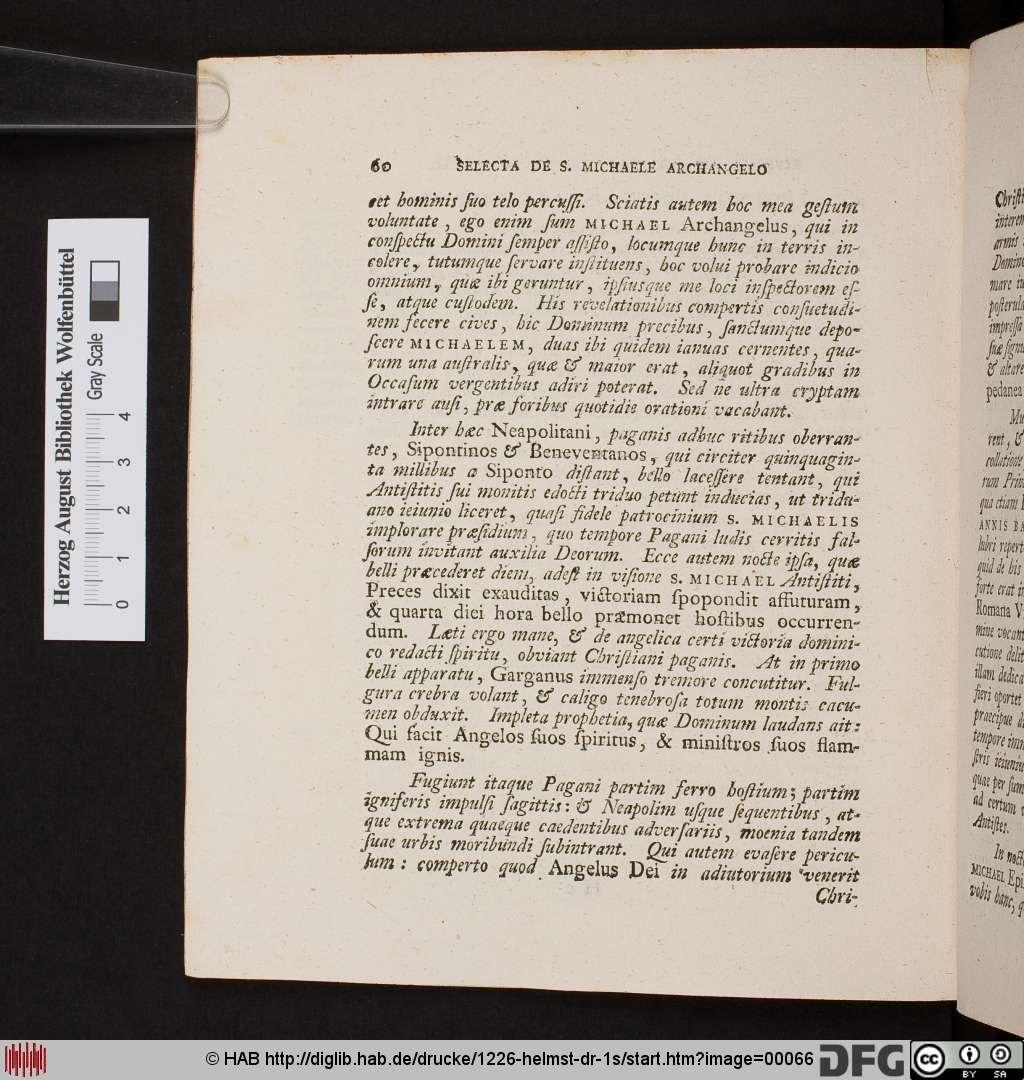 60 SELECTA DE S. MICHAELE ARCHANGELO
et hominis suo telo percussi. Sciatis autem hoc mea gestum
voluntate, ego enim sum MICHAEL Archangelus, qui in
conspectu Domini semper assisto, locumque hunc in terris in-
colere, tutumque servare instituens, hoc volui probare indicio
omnium, quæ ibi geruntur, ipsiusque me loci inspectorem es-
se, atque custodem. His revelationibus compertis consuetudi-
nem fecere cives, hic Dominum precibus, sanctumque depo-
scere MICHAELEM, duas ibi quidem ianuas cernentes, qua-
rum una australis, quæ & maior erat, aliquot gradibus in
Occasum vergentibus adiri poterat. Sed ne ultra cryptam
intrare ausi, præ foribus quotidie orationi vacabant.
Inter hæc Neapolitani, paganis adhuc ritibus oberran-
tes, Sipontinos & Beneventanos, qui circiter quinquagin-
ta millibus a Siponto distant, bello lacessere tentant, qui
Antistitis sui monitis edocti triduo petunt inducias, ut tridu-
ano ieiunio liceret, quasi fidele patrocinium S. MICHAELIS
implorare præsidium, quo tempore Pagani ludis cerritis fal-
sorum invitant auxilia Deorum. Ecce autem nocte ipsa, quæ
belli præcederet diem, adest in visione S. MICHAEL Antistiti,
Preces dixit exauditas, victoriam spopondit affuturam,
& quarta diei hora bello præmonet hostibus occurren-
dum. Læti ergo mane, & de angelica certi victoria domini-
co redacti spiritu, obviant Christiani paganis. At in primo
belli apparatu, Garganus immenso tremore concutitur. Ful-
gura crebra volant, & caligo tenebrosa totum montis cacu-
men obduxit. Impleta prophetia, quæ Dominum laudans ait:
Qui facit Angelos suos spiritus, & ministros suos flam-
mam ignis.
Fugiunt itaque Pagani partim ferro hostium; partim
igniferis impulsi sagittis: & Neapolim usque sequentibus, at-
que extrema quaeque caedentibus adversariis, moenia tandem
suae urbis moribundi subintrant. Qui autem evasere pericu-
lum: comperto quod Angelus Dei in adiutorium venerit
Chri-
Herzog August Bibliothek Wolfenbüttel
Gray Scale
0 1 2 3 4
© HAB http://diglib.hab.de/drucke/1226-helmst-dr-1s/start.htm?image=00066
DFG
cc BY SA